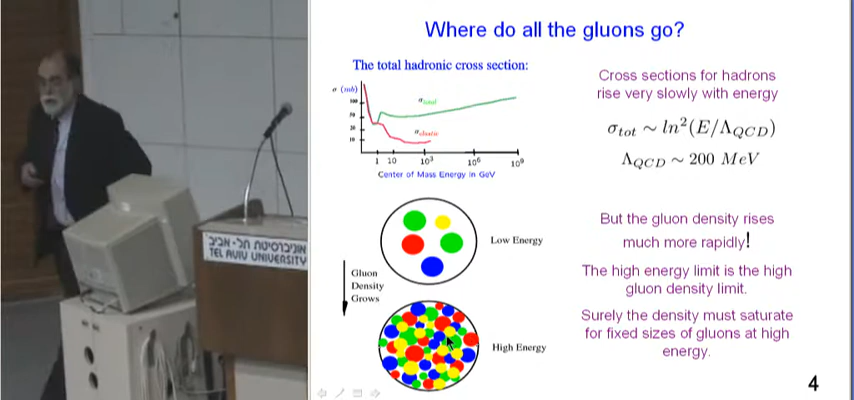 אוניברסיטת תל-אביב
TEL AVIV UNIVERSITY
Where do all the gluons go?
The total hadronic cross section:
σ (mb)
100
10
σ total
σ elastic
1 10 10³ 10⁶ 10⁹
Center of Mass Energy in GeV
Low Energy
Gluon
Density
Grows
High Energy
Cross sections for hadrons
rise very slowly with energy
σtot ~ ln²(E/ΛQCD)
ΛQCD ~ 200 MeV
But the gluon density rises
much more rapidly!
The high energy limit is the high
gluon density limit.
Surely the density must saturate
for fixed sizes of gluons at high
energy.
4